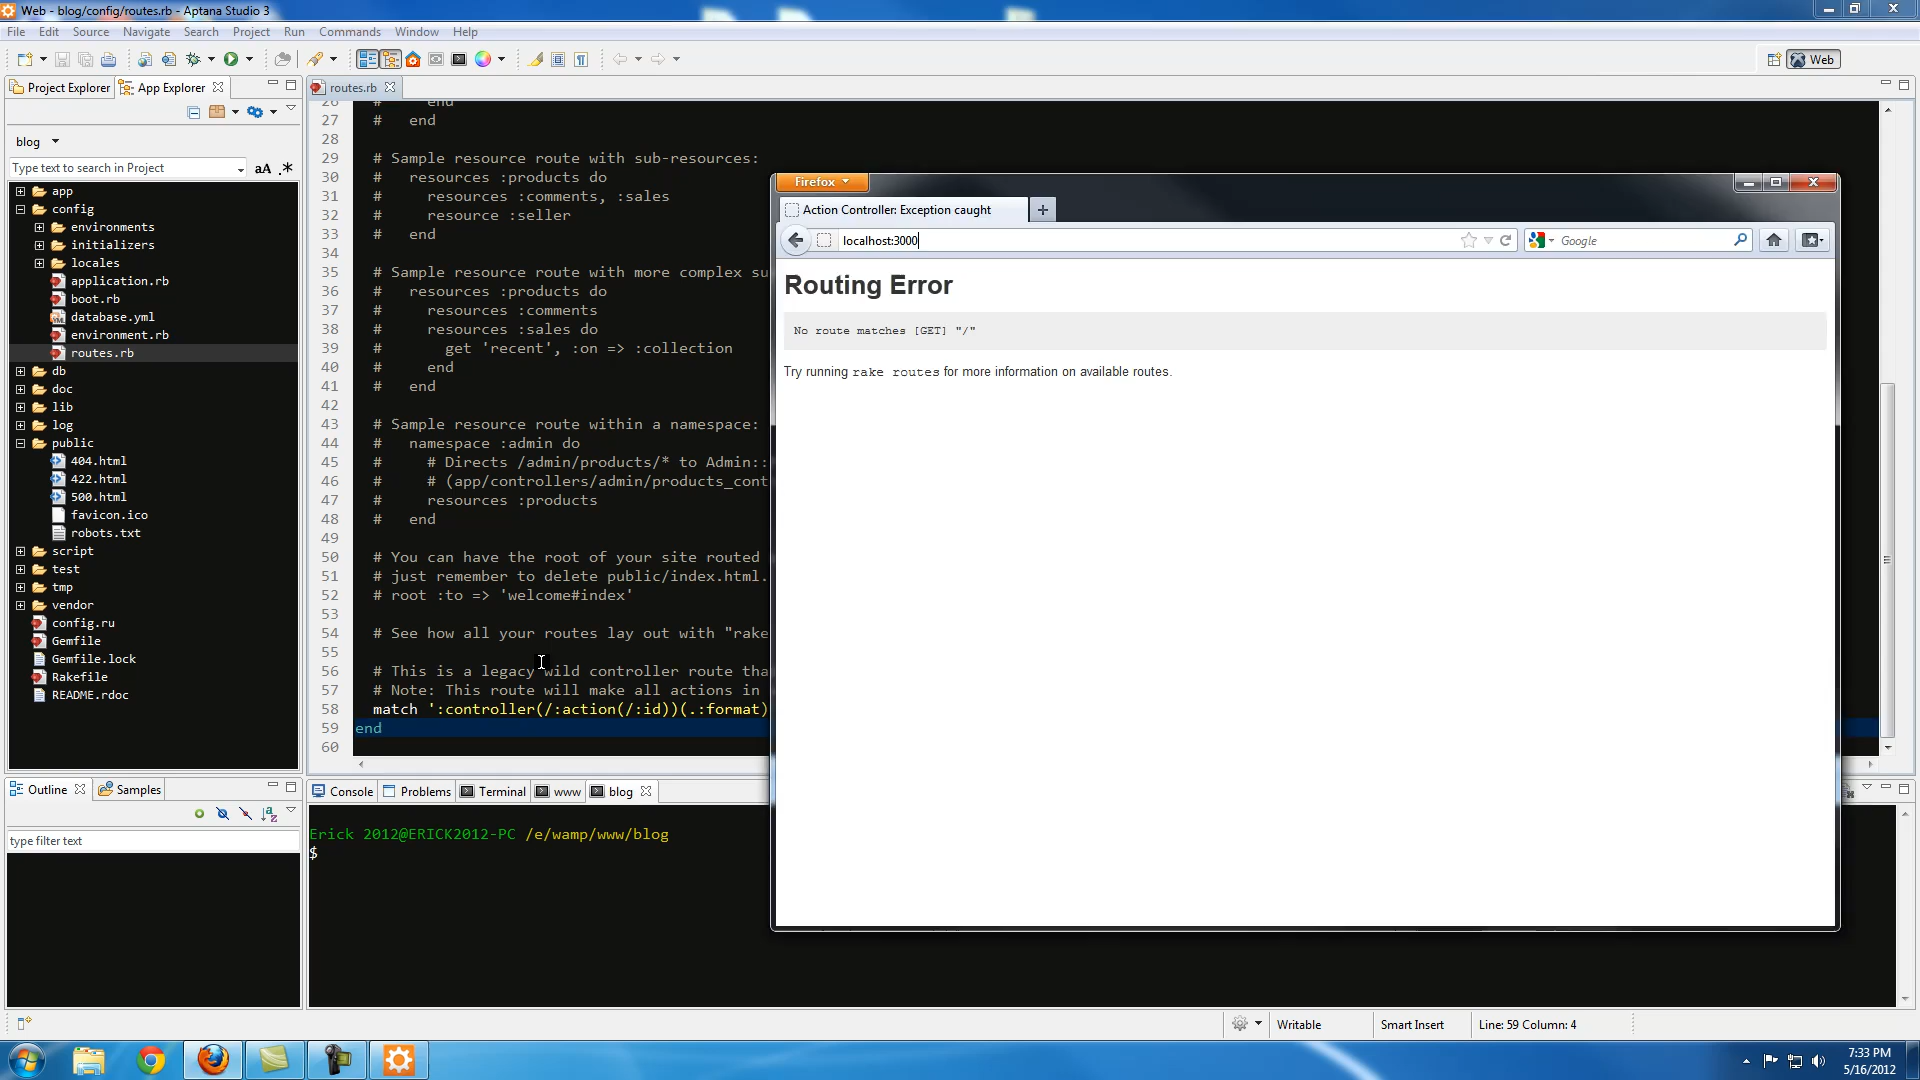 Web - blog/config/routes.rb - Aptana Studio 3
File Edit Source Navigate Search Project Run Commands Window Help
Web
Project Explorer App Explorer
blog
Type text to search in Project
aA .*
app
config
environments
initializers
locales
application.rb
boot.rb
database.yml
environment.rb
routes.rb
db
doc
lib
log
public
404.html
422.html
500.html
favicon.ico
robots.txt
script
test
tmp
vendor
config.ru
Gemfile
Gemfile.lock
Rakefile
README.rdoc
Outline Samples
type filter text
routes.rb
26 # end
27 # end
28
29 # Sample resource route with sub-resources:
30 # resources :products do
31 # resources :comments, :sales
32 # resource :seller
33 # end
34
35 # Sample resource route with more complex su
36 # resources :products do
37 # resources :comments
38 # resources :sales do
39 # get 'recent', :on => :collection
40 # end
41 # end
42
43 # Sample resource route within a namespace:
44 # namespace :admin do
45 # # Directs /admin/products/* to Admin::
46 # # (app/controllers/admin/products_cont
47 # resources :products
48 # end
49
50 # You can have the root of your site routed
51 # just remember to delete public/index.html.
52 # root :to => 'welcome#index'
53
54 # See how all your routes lay out with "rake
55
56 # This is a legacy wild controller route tha
57 # Note: This route will make all actions in
58 match ':controller(/:action(/:id))(.:format)
59 end
60
Firefox
Action Controller: Exception caught
localhost:3000
Google
Routing Error
No route matches [GET] "/"
Try running rake routes for more information on available routes.
Console Problems Terminal www blog
Erick 2012@ERICK2012-PC /e/wamp/www/blog
$
Writable Smart Insert Line: 59 Column: 4
7:33 PM
5/16/2012